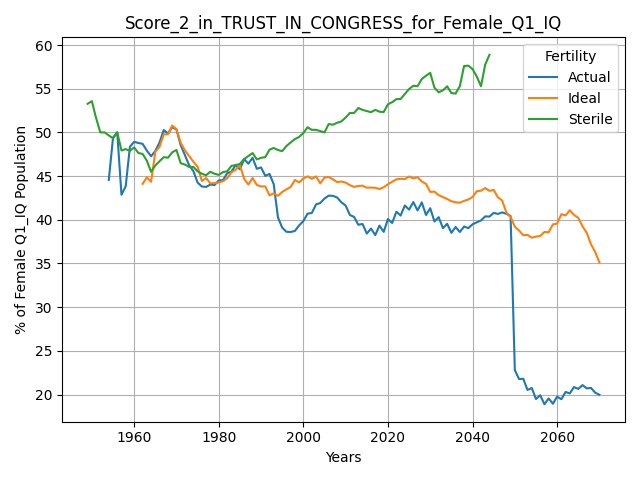 Score_2_in_TRUST_IN_CONGRESS_for_Female_Q1_IQ
% of Female Q1_IQ Population
60
55
50
45
40
35
30
25
20
Fertility
Actual
Ideal
Sterile
1960 1980 2000 2020 2040 2060
Years